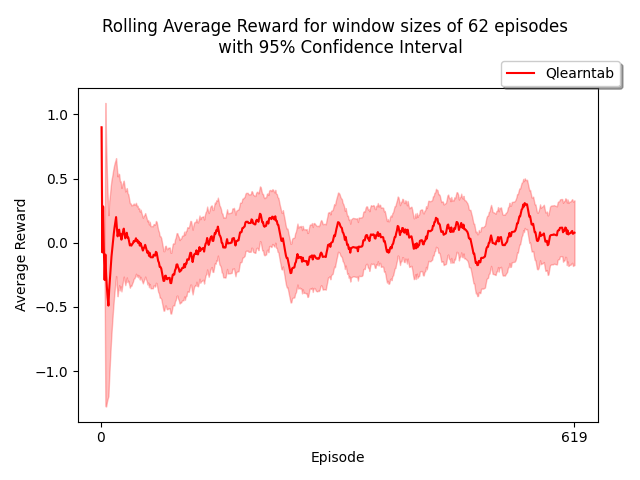 Rolling Average Reward for window sizes of 62 episodes
with 95% Confidence Interval
Qlearntab
1.0
0.5
0.0
−0.5
−1.0
Average Reward
0
619
Episode